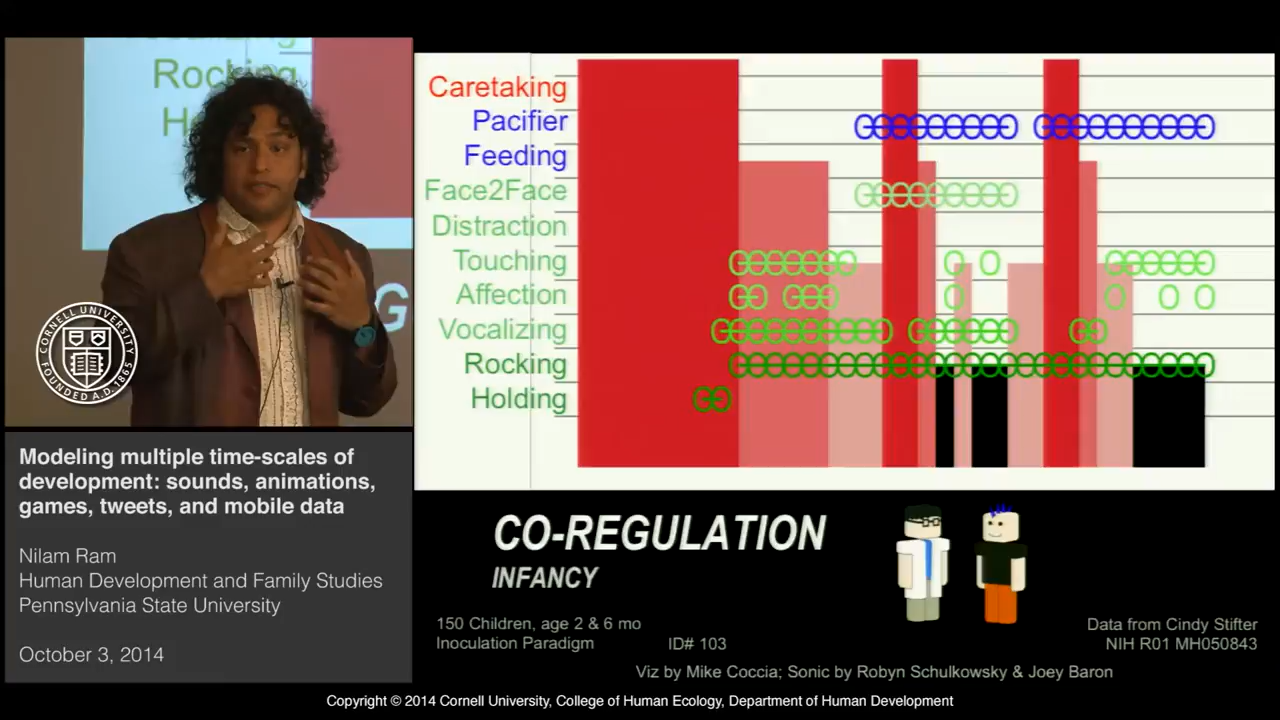 Rocking
H
G
CORNELL UNIVERSITY
FOUNDED A.D. 1865
Modeling multiple time-scales of
development: sounds, animations,
games, tweets, and mobile data
Nilam Ram
Human Development and Family Studies
Pennsylvania State University
October 3, 2014
Caretaking
Pacifier
Feeding
Face2Face
Distraction
Touching
Affection
Vocalizing
Rocking
Holding
CO-REGULATION
INFANCY
150 Children, age 2 & 6 mo
Inoculation Paradigm
ID# 103
Data from Cindy Stifter
NIH R01 MH050843
Viz by Mike Coccia; Sonic by Robyn Schulkowsky & Joey Baron
Copyright © 2014 Cornell University, College of Human Ecology, Department of Human Development